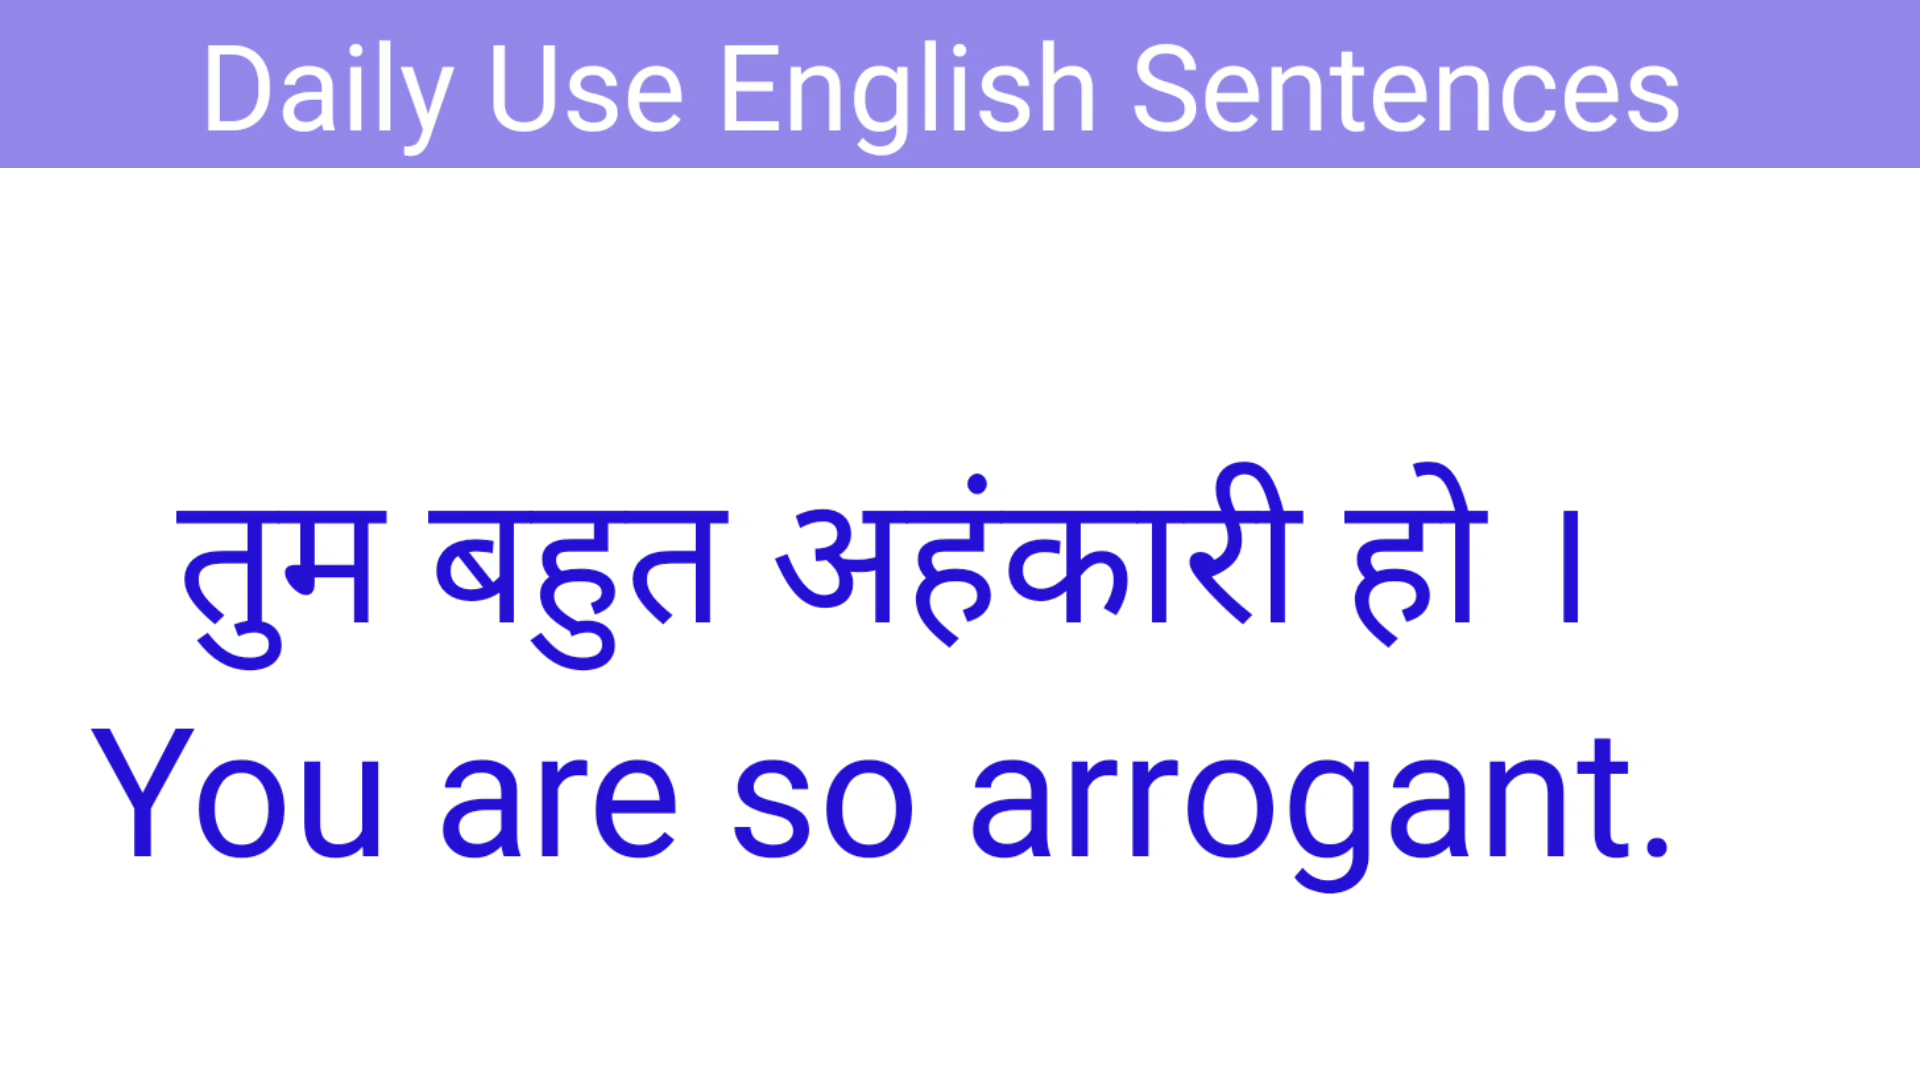 Daily Use English Sentences
तुम बहुत अहंकारी हो ।
You are so arrogant.